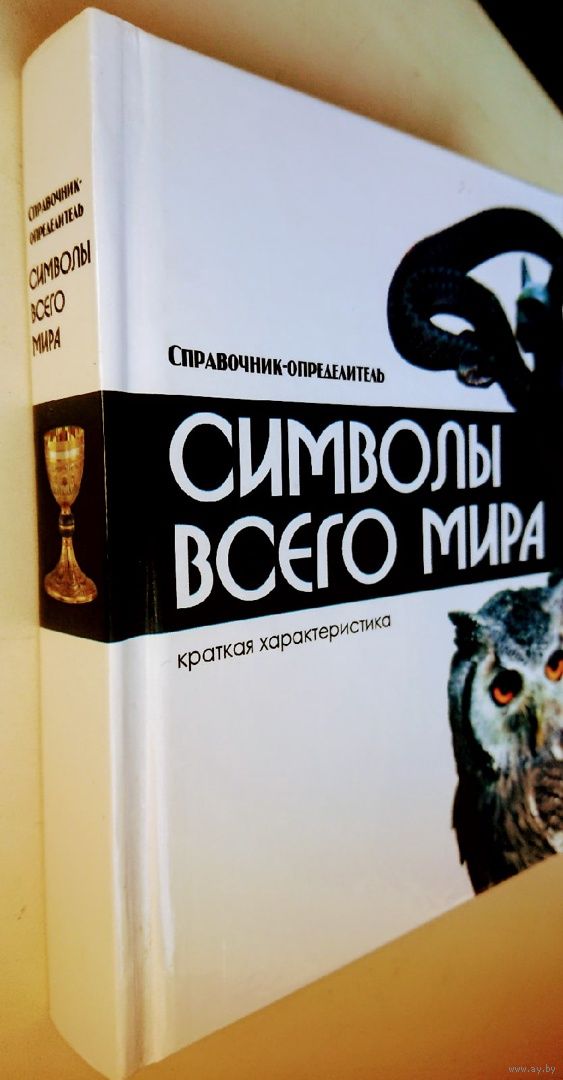 Справочник-
определитель
СИМВОЛЫ
ВСЕГО
МИРА
Справочник-определитель
СИМВОЛЫ
ВСЕГО МИРА
краткая характеристика
www.ay.by